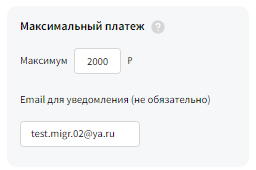 Максимальный платеж ?
Максимум 2000 ₽
Email для уведомления (не обязательно)
test.migr.02@ya.ru